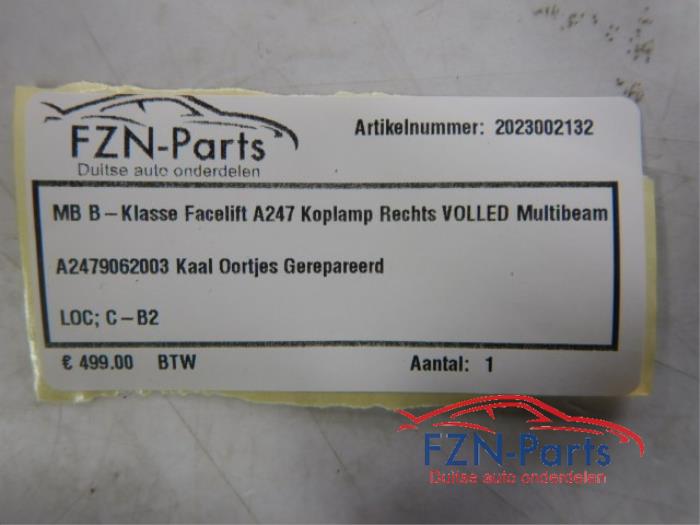 FZN-Parts
Duitse auto onderdelen
Artikelnummer: 2023002132
MB B-Klasse Facelift A247 Koplamp Rechts VOLLED Multibeam
A2479062003 Kaal Oortjes Gerepareerd
LOC; C-B2
€ 499.00 BTW Aantal: 1
FZN-Parts
Duitse auto onderdelen